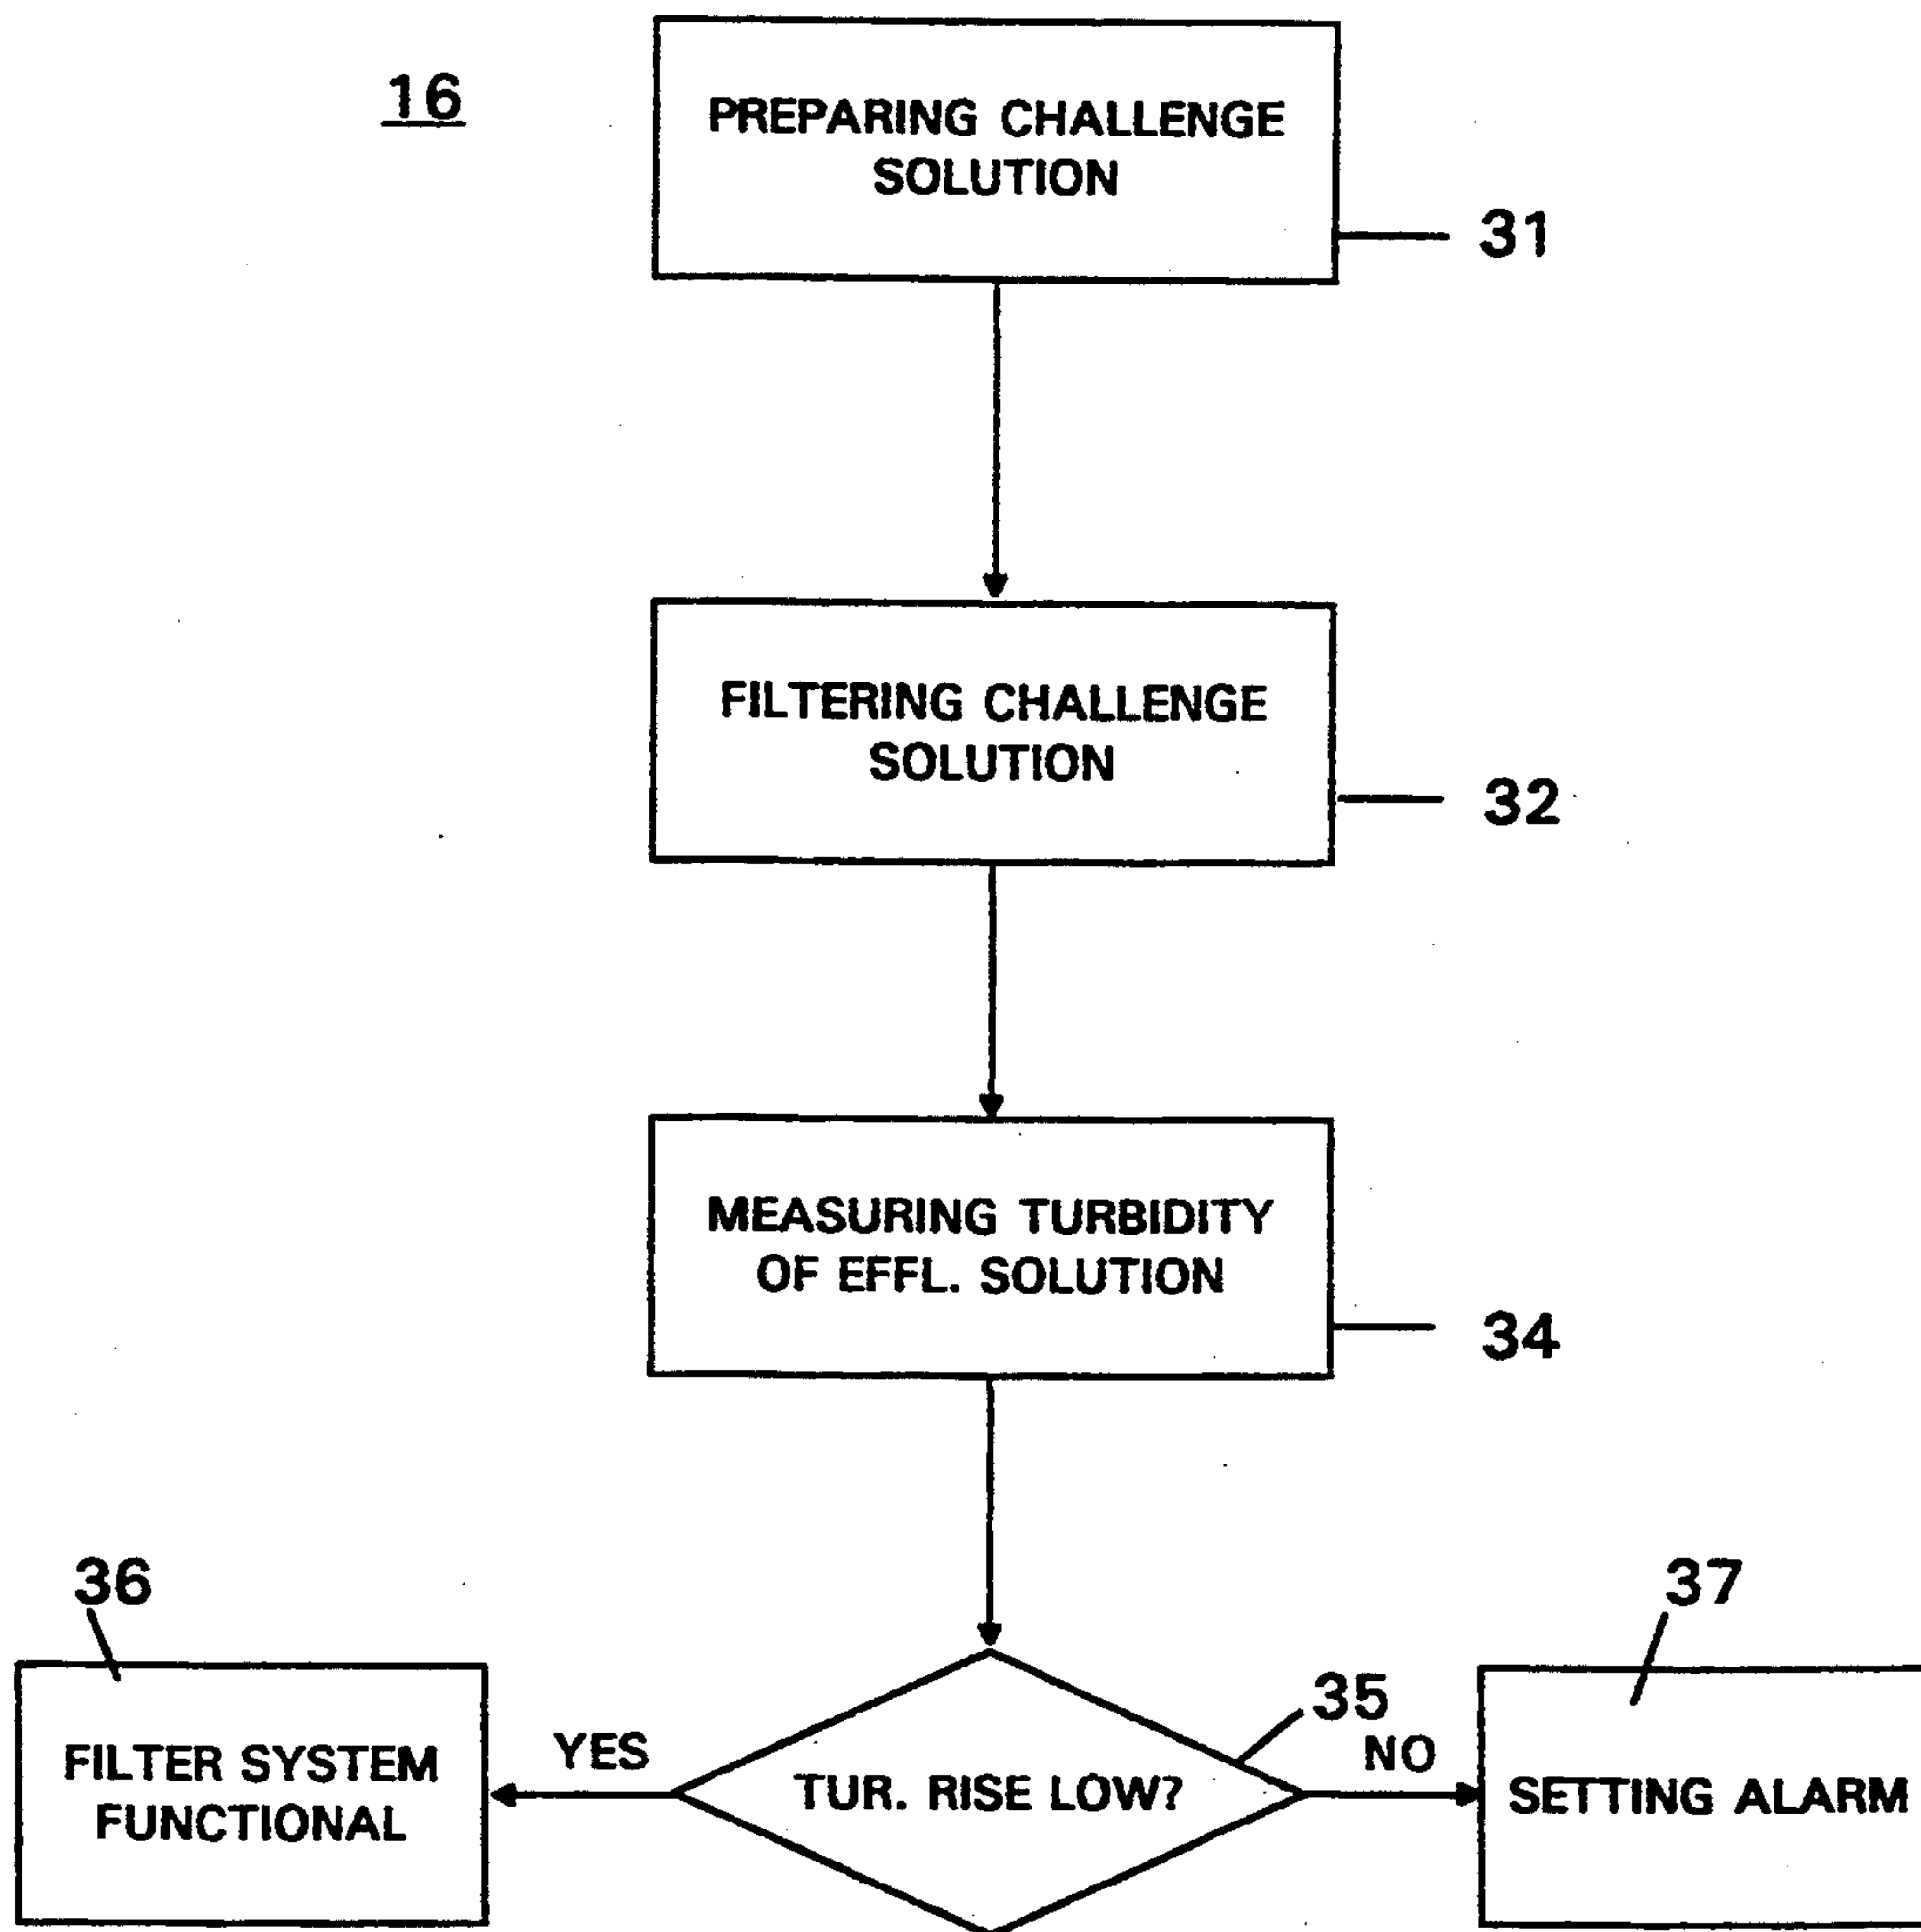 16
PREPARING CHALLENGE
SOLUTION
31
FILTERING CHALLENGE
SOLUTION
32
MEASURING TURBIDITY
OF EFFL. SOLUTION
34
36
37
35
YES
NO
FILTER SYSTEM
FUNCTIONAL
TUR. RISE LOW?
SETTING ALARM